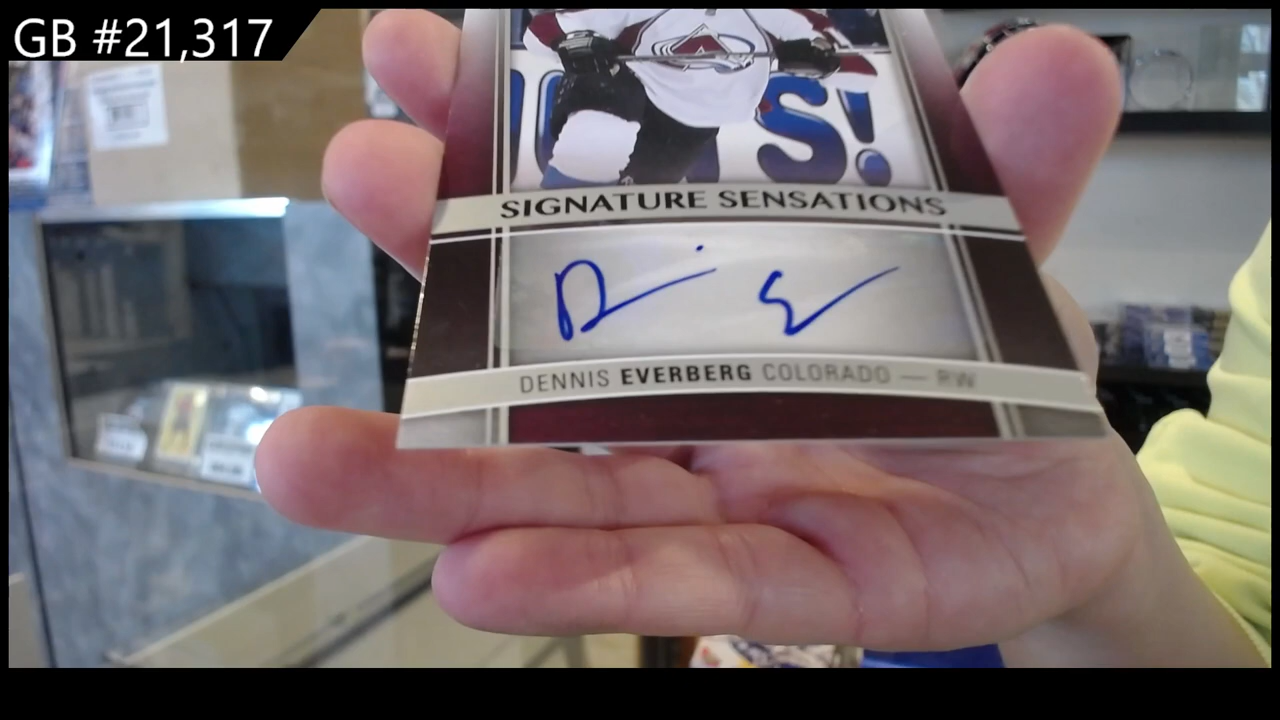 GB #21,317
S!
SIGNATURE SENSATIONS
DENNIS EVERBERG COLORADO — RW